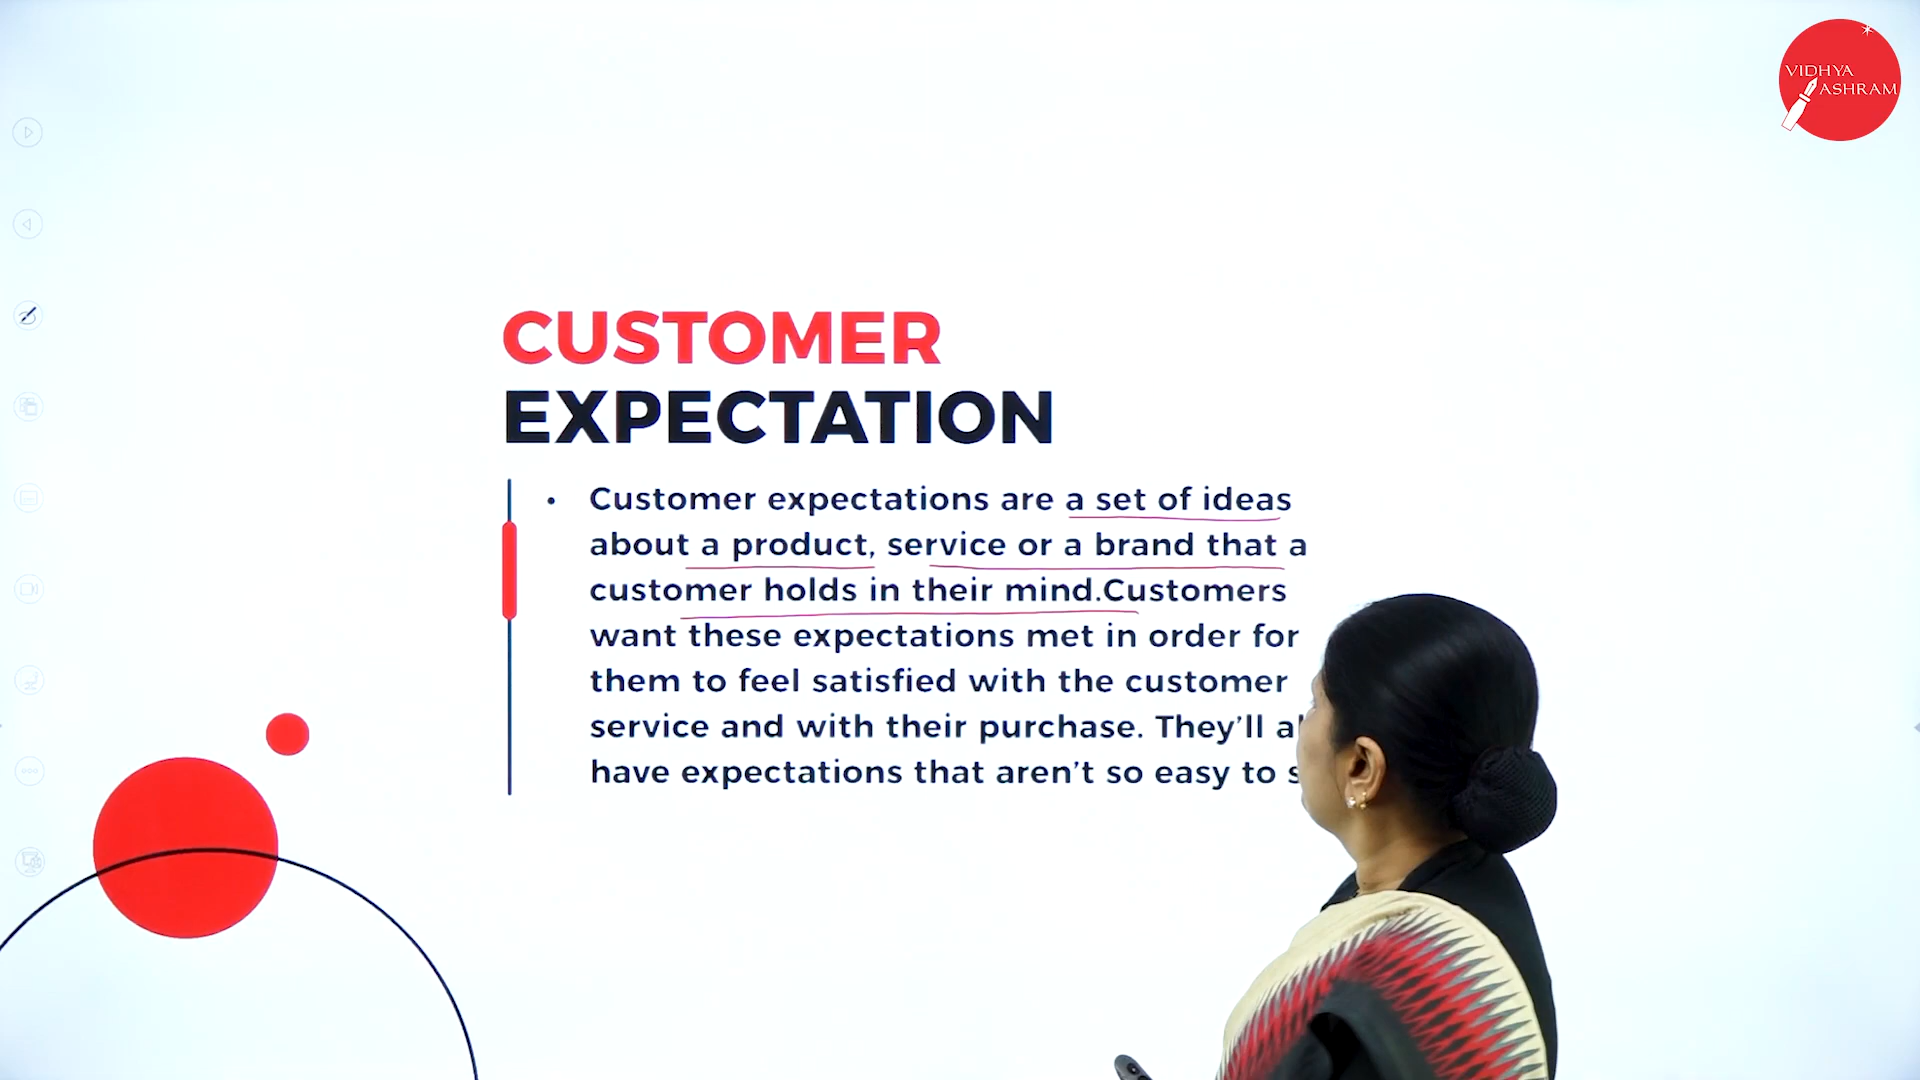 VIDHYA
ASHRAM
CUSTOMER
EXPECTATION
• Customer expectations are a set of ideas
about a product, service or a brand that a
customer holds in their mind.Customers
want these expectations met in order for
them to feel satisfied with the customer
service and with their purchase. They’ll
have expectations that aren’t so easy to